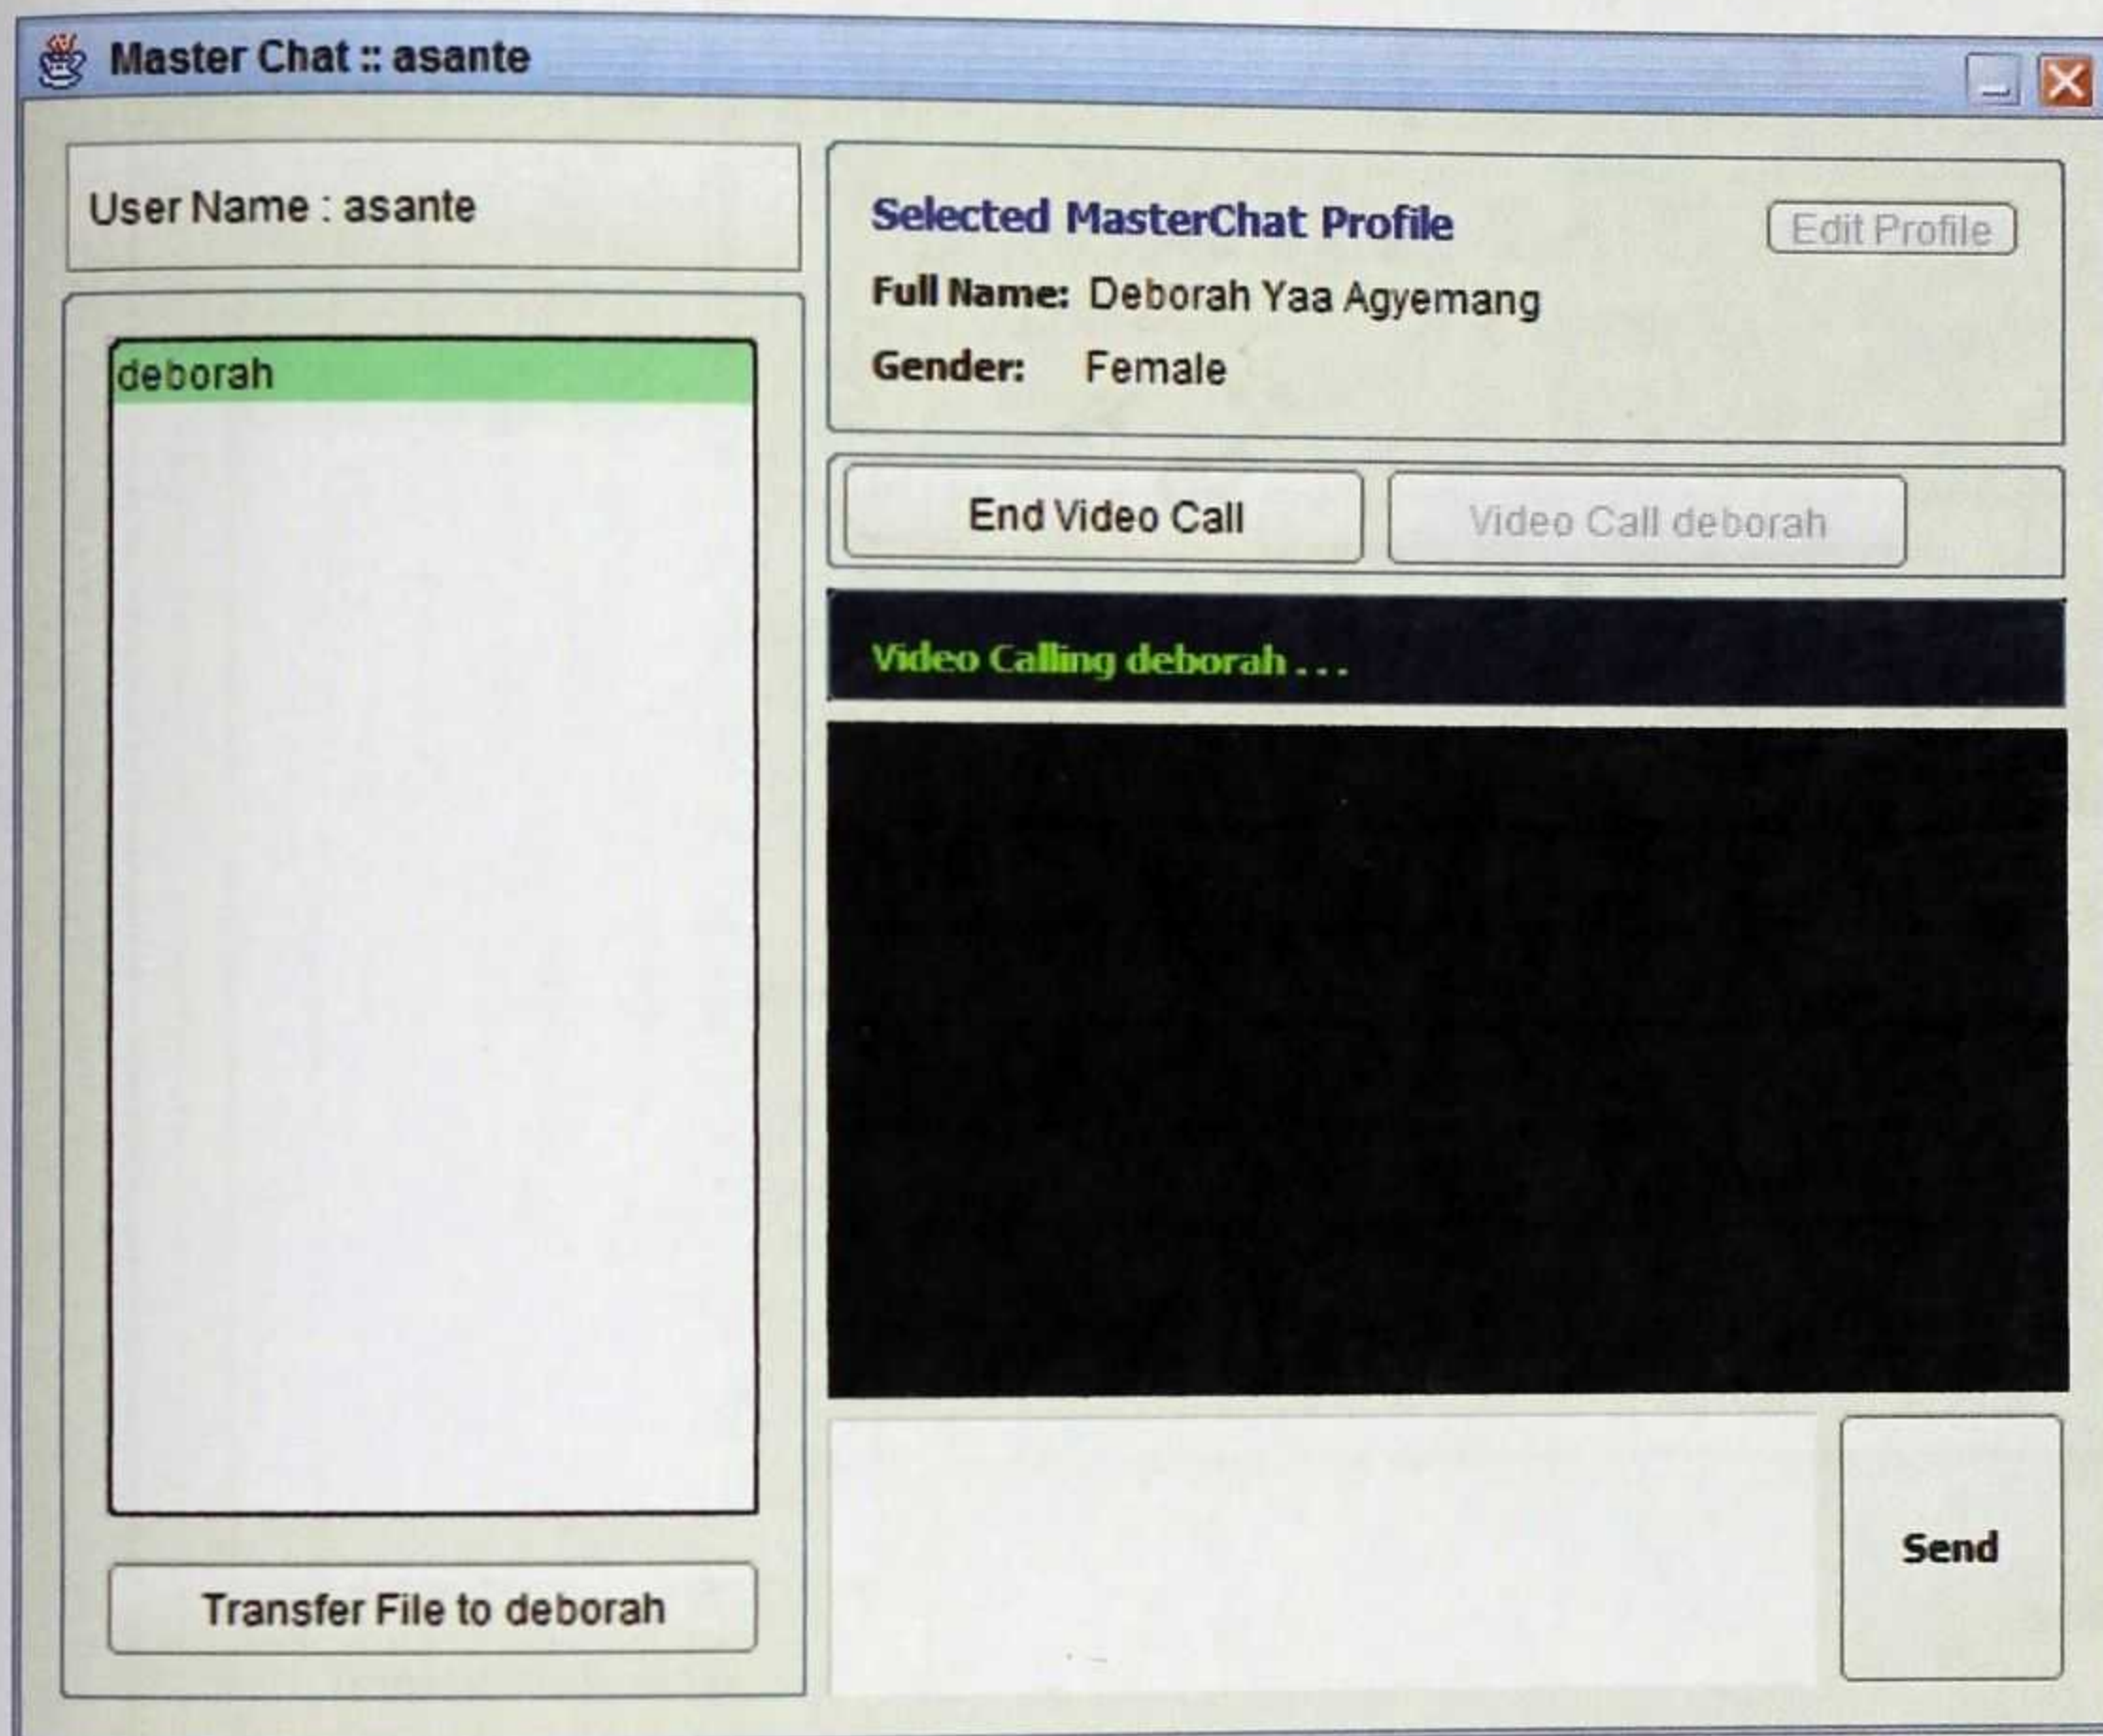 Master Chat :: asante
User Name : asante
deborah
Transfer File to deborah
Selected MasterChat Profile
Edit Profile
Full Name: Deborah Yaa Agyemang
Gender: Female
End Video Call
Video Call deborah
Video Calling deborah . . .
Send